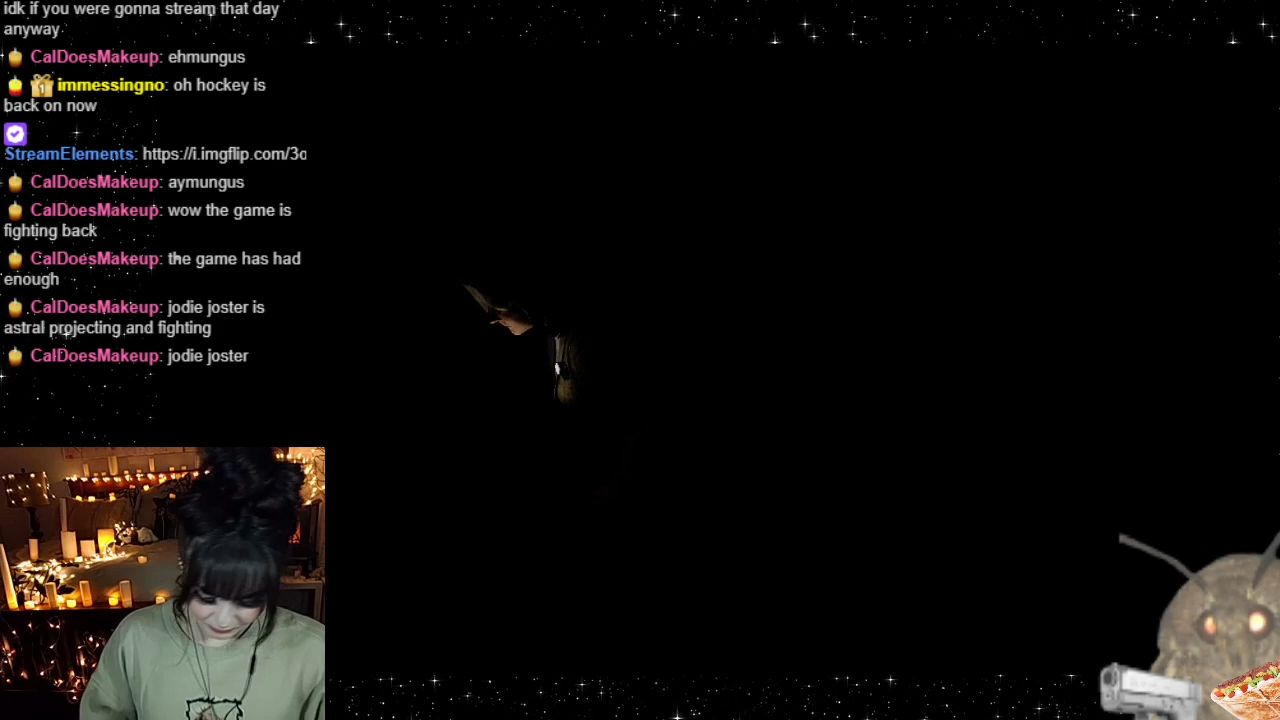 idk if you were gonna stream that day
anyway
CalDoesMakeup: ehmungus
1 immessingno: oh hockey is
back on now
StreamElements: https://i.imgflip.com/3
CalDoesMakeup: aymungus
CalDoesMakeup: wow the game is
fighting back
CalDoesMakeup: the game has had
enough
CalDoesMakeup: jodie joster is
astral projecting and fighting
CalDoesMakeup: jodie joster